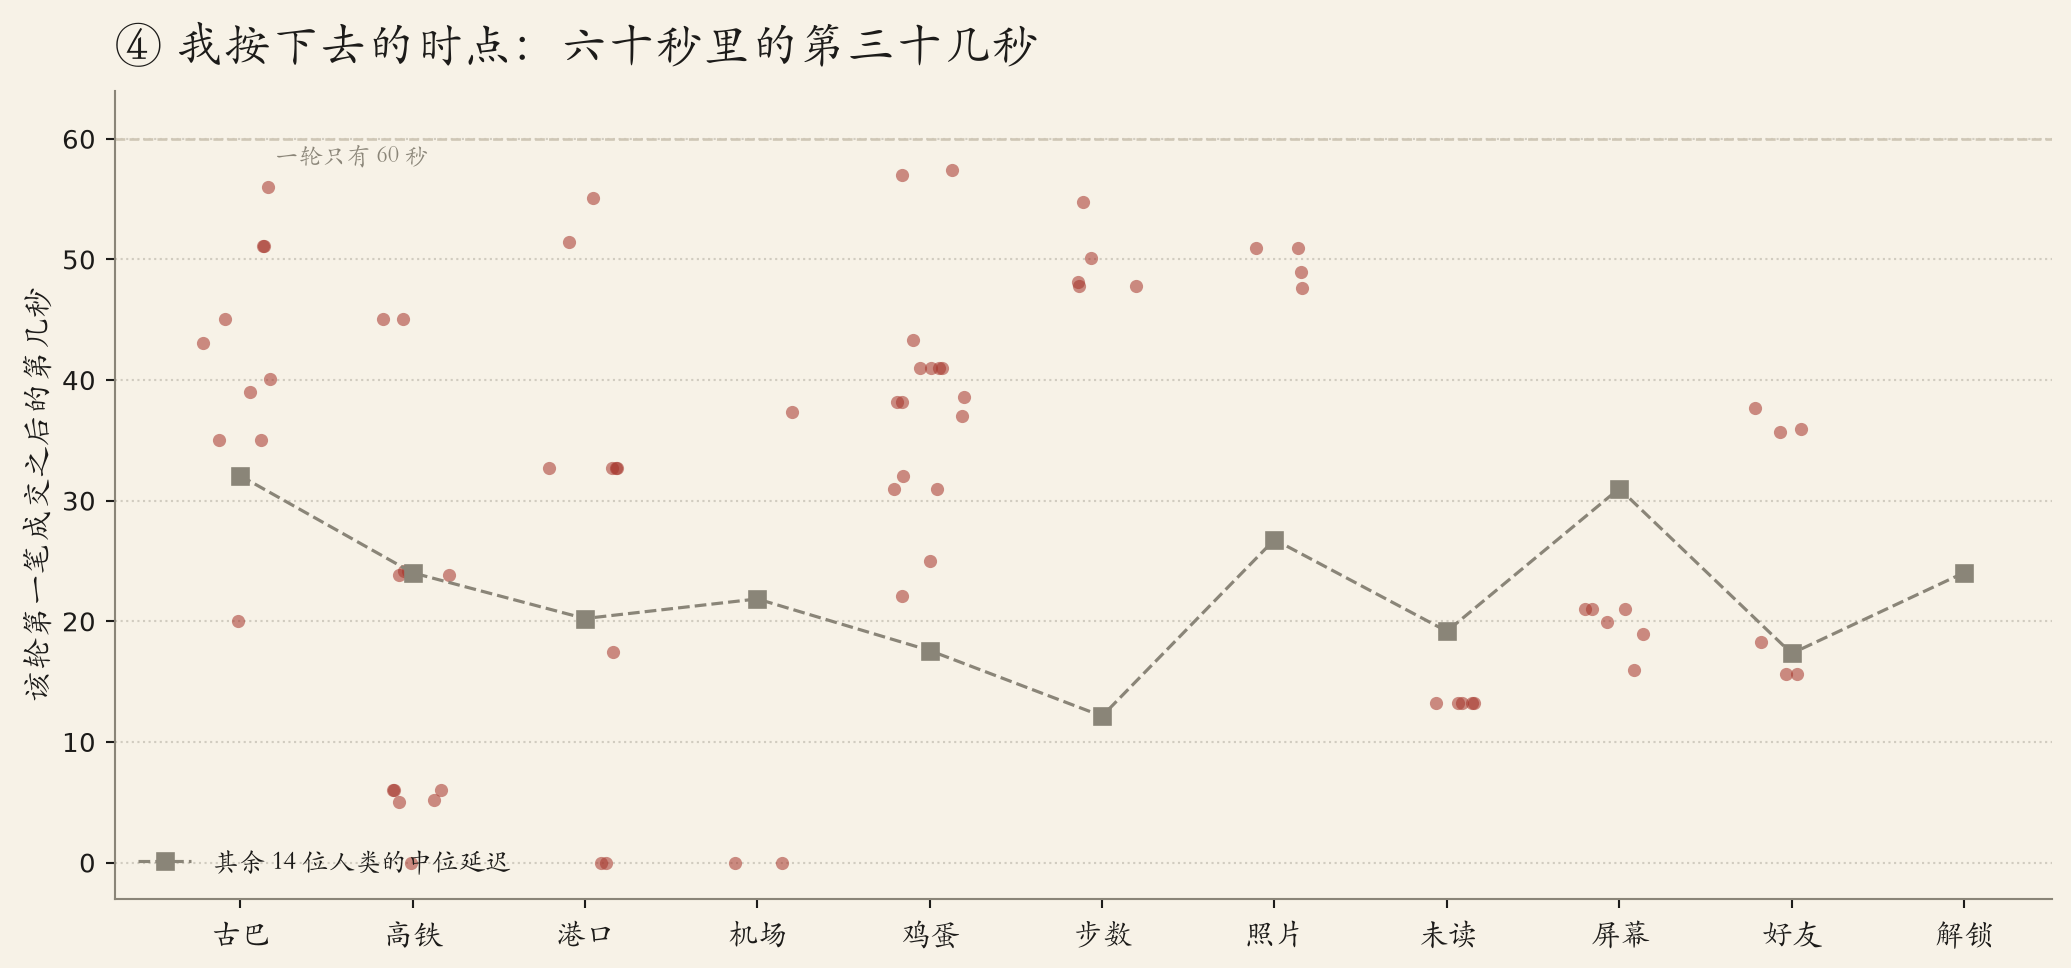 ④ 我按下去的时点：六十秒里的第三十几秒
该轮第一笔成交之后的第几秒
60
50
40
30
20
10
0
一轮只有 60 秒
其余 14 位人类的中位延迟
古巴 高铁 港口 机场 鸡蛋 步数 照片 未读 屏幕 好友 解锁